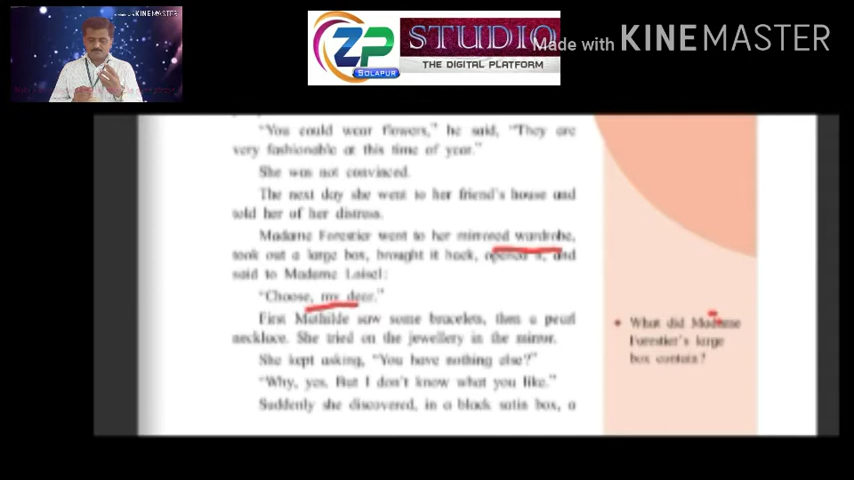 KINEMASTER
ZP
SOLAPUR
STUDIO
THE DIGITAL PLATFORM
Made with KINEMASTER
"You could wear flowers," he said, "They are
very fashionable at this time of year."
She was not convinced.
The next day she went to her friend's house and
told her of her distress.
Madame Forestier went to her mirrored wardrobe,
took out a large box, brought it back, opened it, and
said to Madame Loisel:
"Choose, my dear."
First Mathilde saw some bracelets, then a pearl
necklace. She tried on the jewellery in the mirror.
She kept asking, "You have nothing else?"
"Why, yes. But I don't know what you like."
Suddenly she discovered, in a black satin box, a
• What did Madame
Forestier's large
box contain?